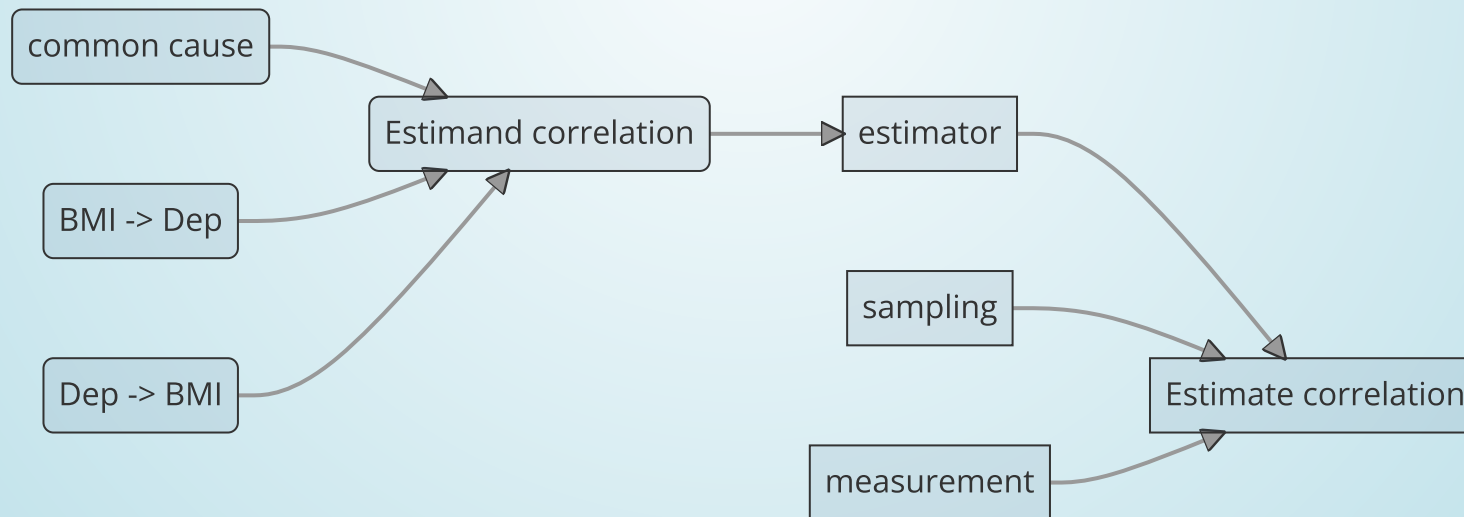 common cause
Estimand correlation
estimator
BMI -> Dep
sampling
Dep -> BMI
Estimate correlation
measurement